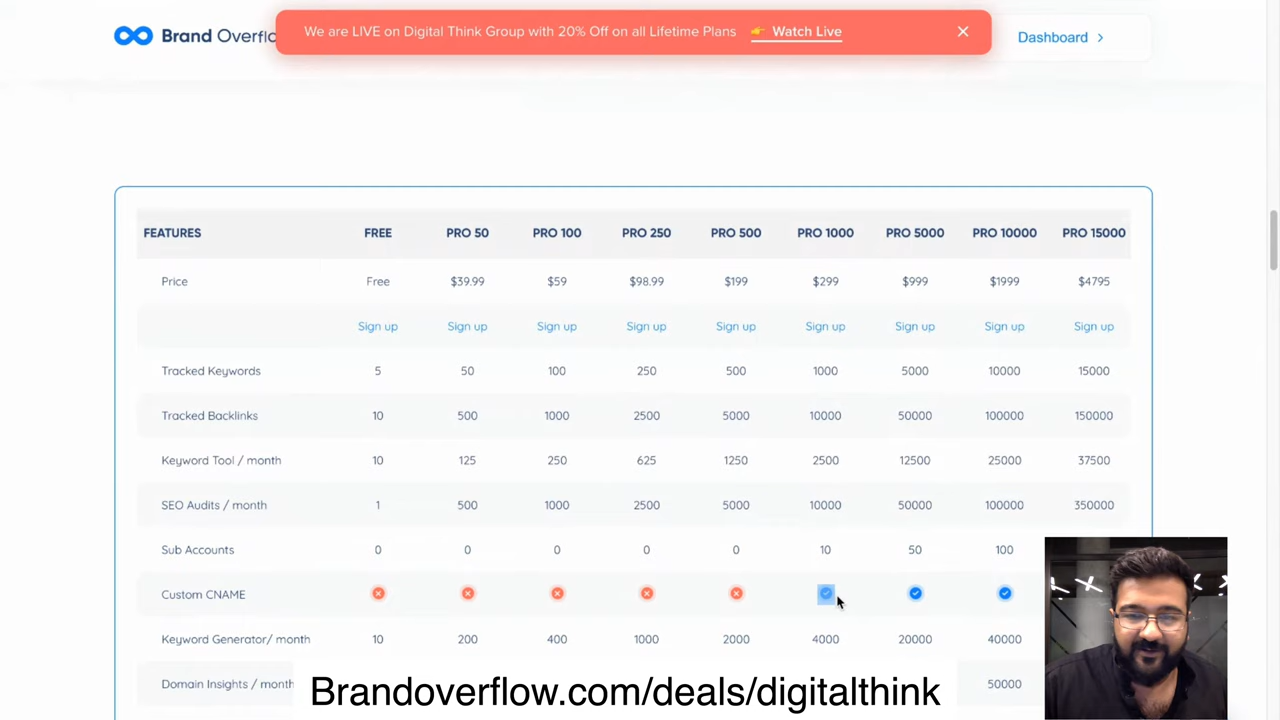 We are LIVE on Digital Think Group with 20% Off on all Lifetime Plans 👉 Watch Live
Brand Overflo
Dashboard
FEATURES FREE PRO 50 PRO 100 PRO 250 PRO 500 PRO 1000 PRO 5000 PRO 10000 PRO 15000
Price Free $39.99 $59 $98.99 $199 $299 $999 $1999 $4795
Sign up Sign up Sign up Sign up Sign up Sign up Sign up Sign up Sign up
Tracked Keywords 5 50 100 250 500 1000 5000 10000 15000
Tracked Backlinks 10 500 1000 2500 5000 10000 50000 100000 150000
Keyword Tool / month 10 125 250 625 1250 2500 12500 25000 37500
SEO Audits / month 1 500 1000 2500 5000 10000 50000 100000 350000
Sub Accounts 0 0 0 0 0 10 50 100
Custom CNAME
Keyword Generator/ month 10 200 400 1000 2000 4000 20000 40000
Domain Insights / month 50000
Brandoverflow.com/deals/digitalthink